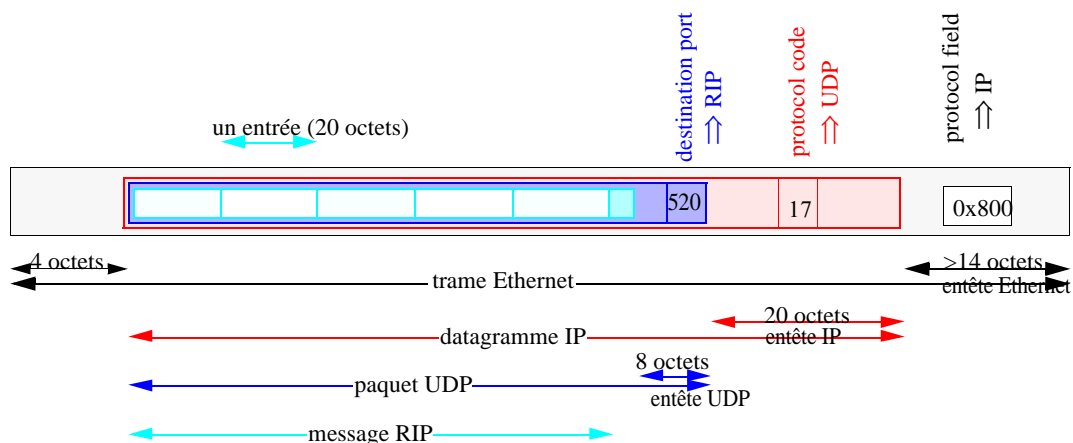 destination port
⇒ RIP
protocol code
⇒ UDP
protocol field
⇒ IP
un entrée (20 octets)
520
17
0x800
4 octets
>14 octets
trame Ethernet
entête Ethernet
20 octets
datagramme IP
entête IP
8 octets
paquet UDP
entête UDP
message RIP